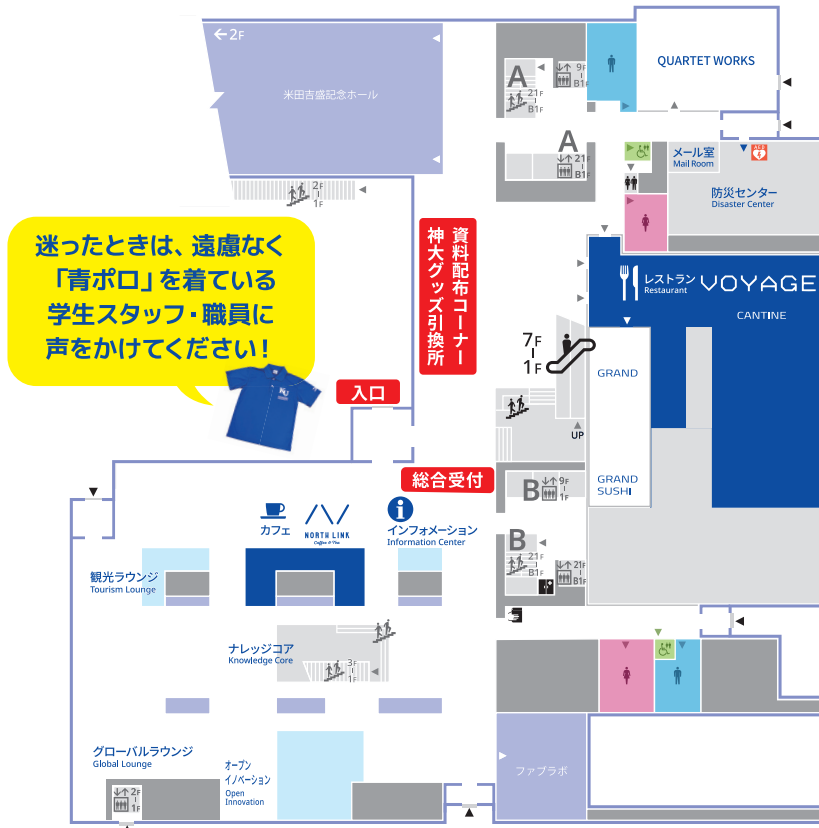 ←2F
米田吉盛記念ホール
2F
1F
A
9F
B1F
21F
B1F
A
21F
B1F
QUARTET WORKS
メール室
Mail Room
AED
防災センター
Disaster Center
迷ったときは、遠慮なく
「青ポロ」を着ている
学生スタッフ・職員に
声をかけてください！
KU
資料配布コーナー
神大グッズ引換所
入口
レストラン
Restaurant
VOYAGE
CANTINE
7F
1F
GRAND
UP
GRAND
SUSHI
総合受付
B
9F
1F
B
21F
B1F
21F
B1F
カフェ
NORTH LINK
Coffee & Tea
インフォメーション
Information Center
観光ラウンジ
Tourism Lounge
ナレッジコア
Knowledge Core
3F
1F
グローバルラウンジ
Global Lounge
2F
1F
オープン
イノベーション
Open
Innovation
ファブラボ